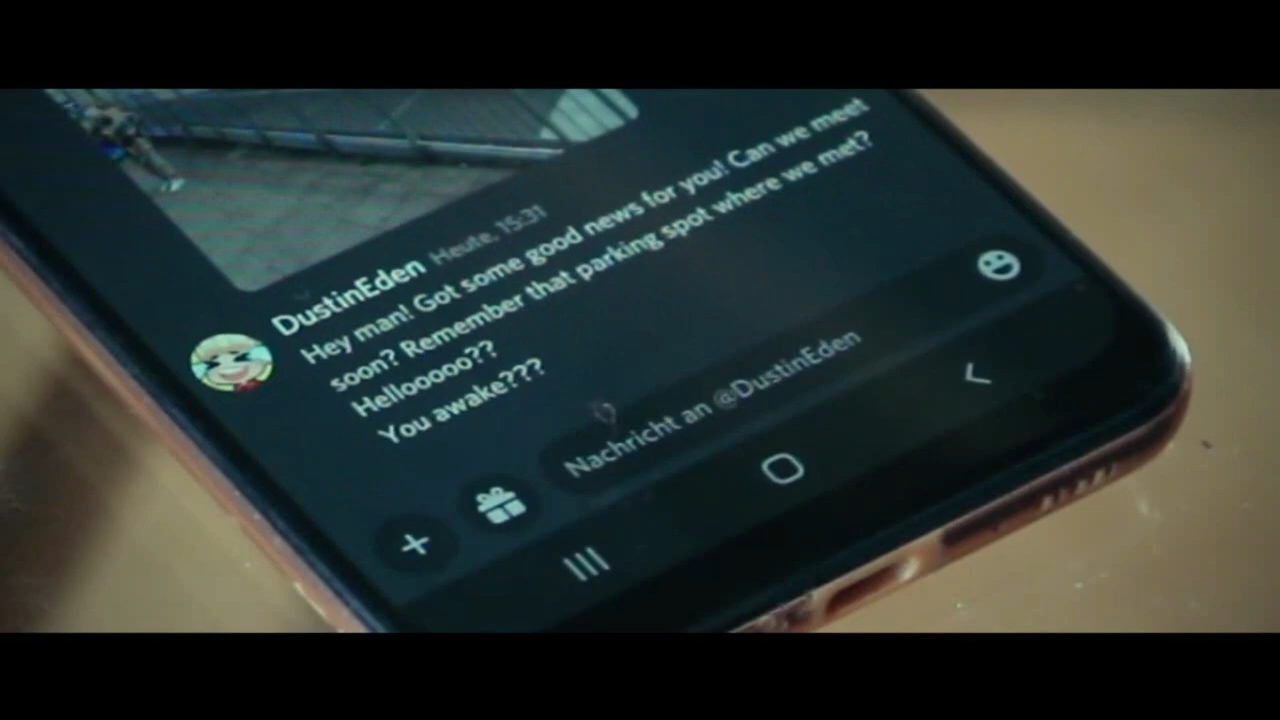 DustinEden Heute, 15:31
Hey man! Got some good news for you! Can we meet
soon? Remember that parking spot where we met?
Hellooooo??
You awake???
Nachricht an @DustinEden